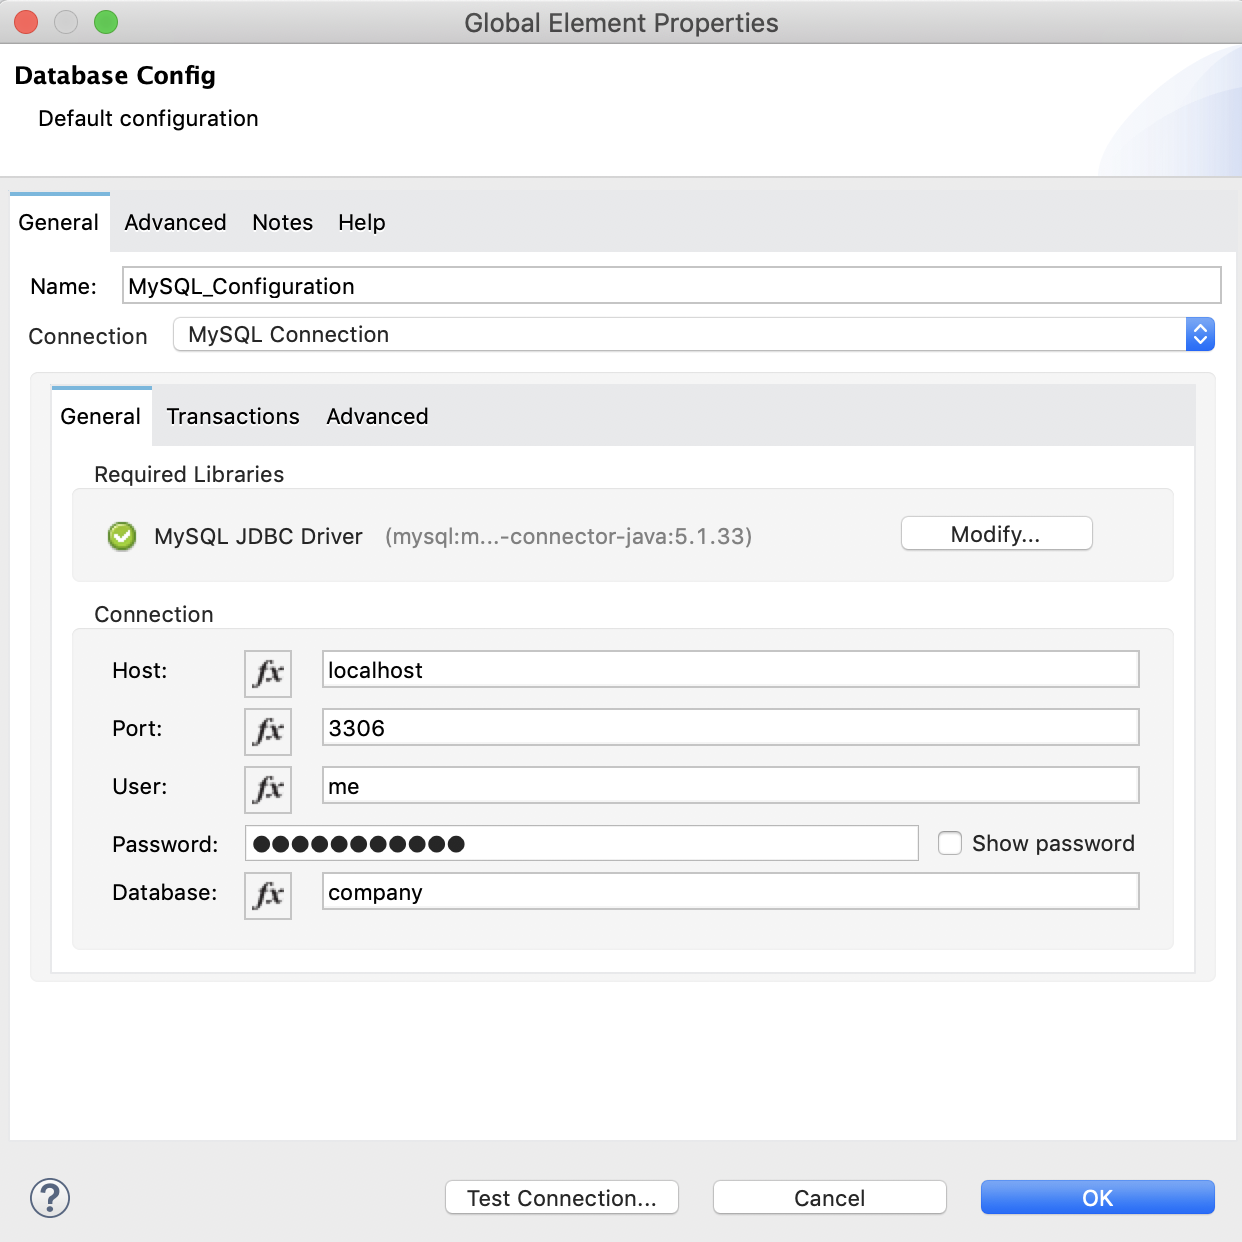 Global Element Properties
Database Config
Default configuration
General Advanced Notes Help
Name: MySQL_Configuration
Connection MySQL Connection
General Transactions Advanced
Required Libraries
MySQL JDBC Driver (mysql:m...-connector-java:5.1.33) Modify...
Connection
Host: fx localhost
Port: fx 3306
User: fx me
Password: ●●●●●●●●●●● Show password
Database: fx company
? Test Connection... Cancel OK